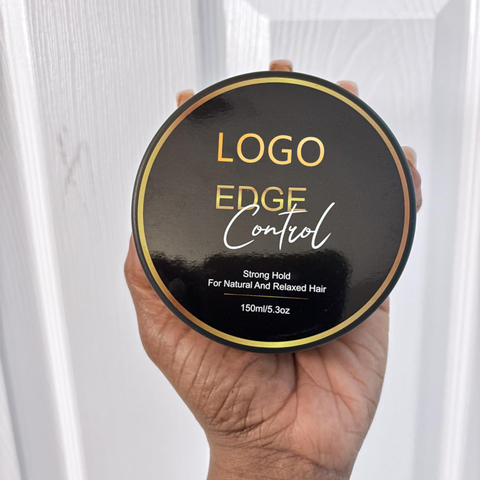 LOGO
EDGE
Control
Strong Hold
For Natural And Relaxed Hair
150ml/5.3oz